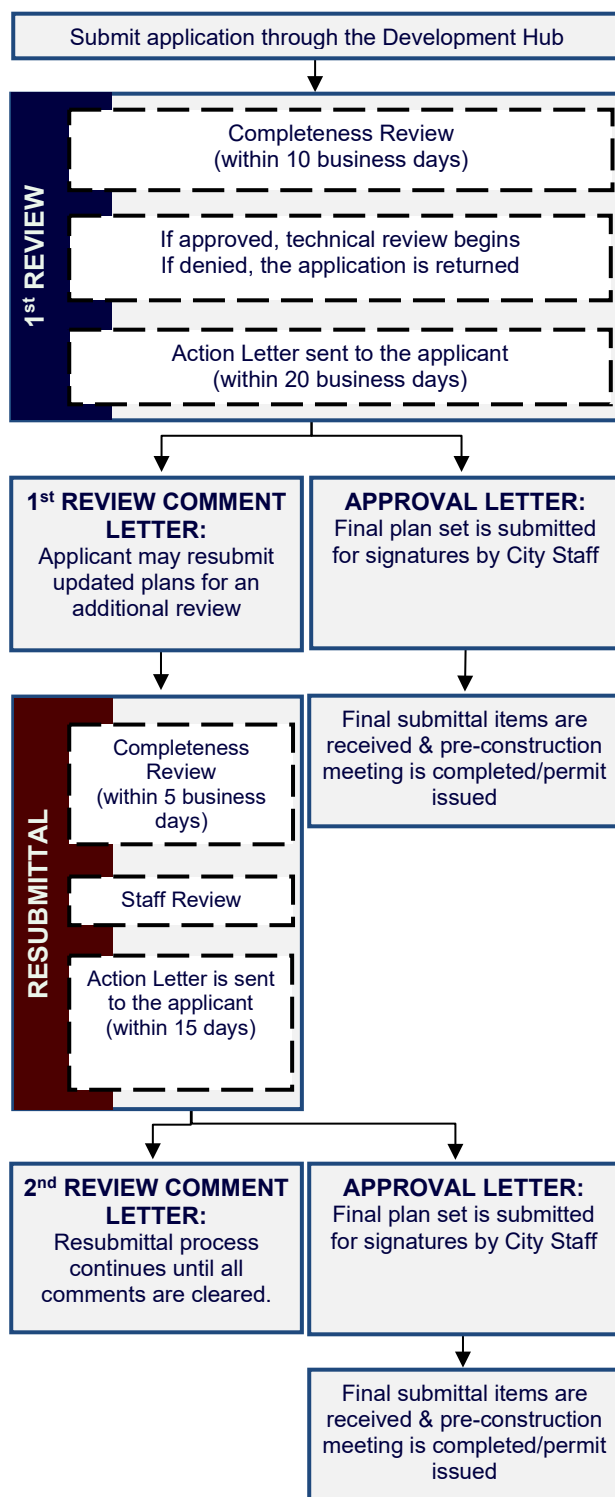 Submit application through the Development Hub
1st REVIEW
Completeness Review
(within 10 business days)
If approved, technical review begins
If denied, the application is returned
Action Letter sent to the applicant
(within 20 business days)
1st REVIEW COMMENT
LETTER:
Applicant may resubmit
updated plans for an
additional review
APPROVAL LETTER:
Final plan set is submitted
for signatures by City Staff
Final submittal items are
received & pre-construction
meeting is completed/permit
issued
RESUBMITTAL
Completeness
Review
(within 5 business
days)
Staff Review
Action Letter is sent
to the applicant
(within 15 days)
2nd REVIEW COMMENT
LETTER:
Resubmittal process
continues until all
comments are cleared.
APPROVAL LETTER:
Final plan set is submitted
for signatures by City Staff
Final submittal items are
received & pre-construction
meeting is completed/permit
issued